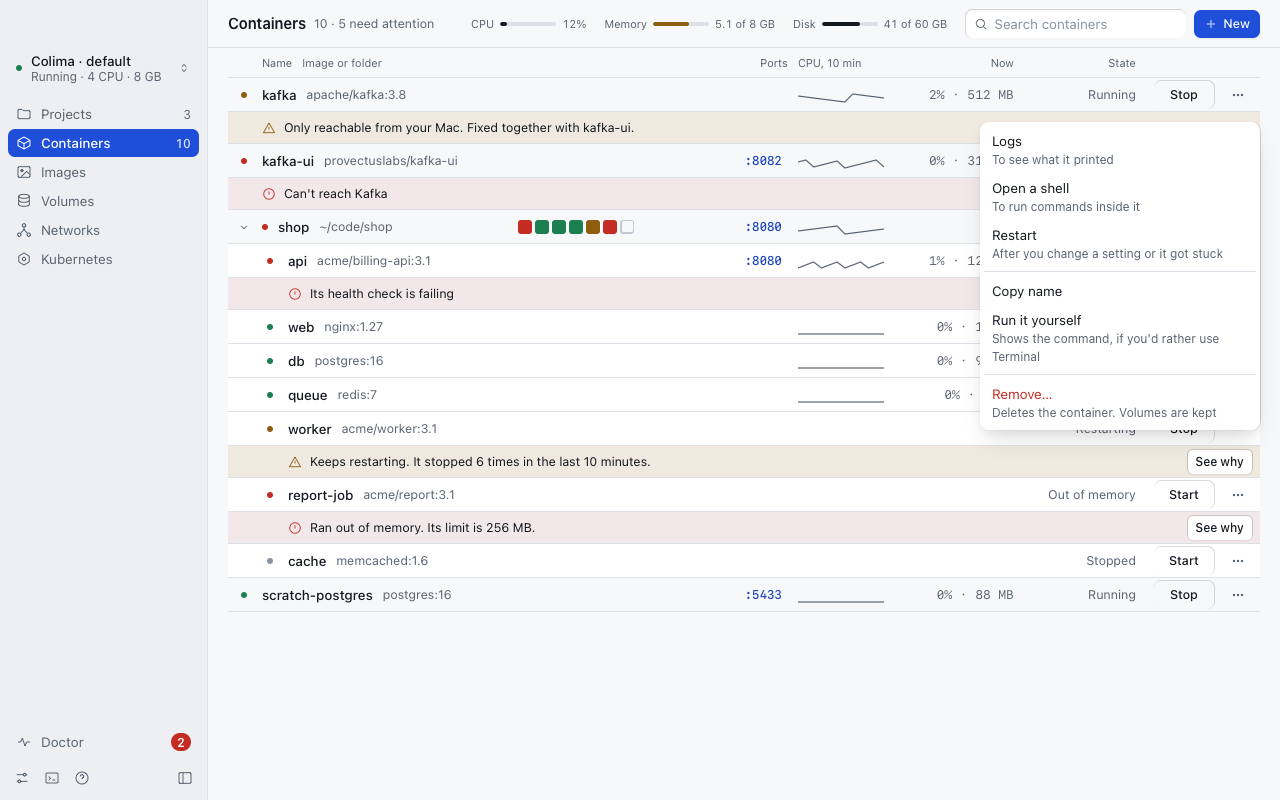 Containers 10 · 5 need attention CPU 12% Memory 5.1 of 8 GB Disk 41 of 60 GB Search containers New
Colima · default
Running · 4 CPU · 8 GB
Projects 3
Containers 10
Images
Volumes
Networks
Kubernetes
Doctor 2
Name Image or folder Ports CPU, 10 min Now State
kafka apache/kafka:3.8 2% · 512 MB Running Stop
Only reachable from your Mac. Fixed together with kafka-ui.
kafka-ui provectuslabs/kafka-ui :8082 0% ·
Can't reach Kafka
shop ~/code/shop :8080
api acme/billing-api:3.1 :8080 1% ·
Its health check is failing
web nginx:1.27 0% ·
db postgres:16 0% ·
queue redis:7 0% ·
worker acme/worker:3.1 Restarting Stop
Keeps restarting. It stopped 6 times in the last 10 minutes. See why
report-job acme/report:3.1 Out of memory Start
Ran out of memory. Its limit is 256 MB. See why
cache memcached:1.6 Stopped Start
scratch-postgres postgres:16 :5433 0% · 88 MB Running Stop
Logs
To see what it printed
Open a shell
To run commands inside it
Restart
After you change a setting or it got stuck
Copy name
Run it yourself
Shows the command, if you'd rather use
Terminal
Remove...
Deletes the container. Volumes are kept